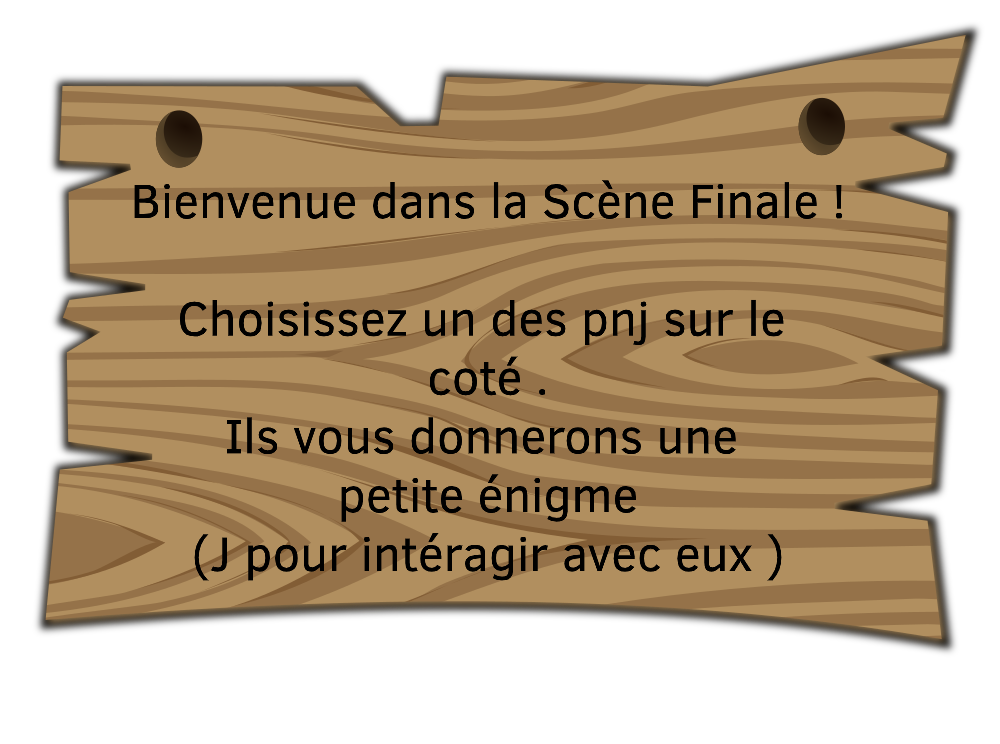 Bienvenue dans la Scène Finale !
Choisissez un des pnj sur le
coté .
Ils vous donnerons une
petite énigme
(J pour intéragir avec eux )